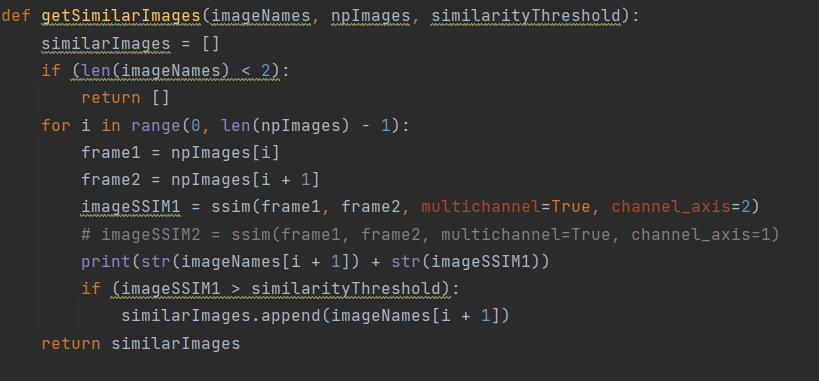 def getSimilarImages(imageNames, npImages, similarityThreshold):
    similarImages = []
    if (len(imageNames) < 2):
        return []
    for i in range(0, len(npImages) - 1):
        frame1 = npImages[i]
        frame2 = npImages[i + 1]
        imageSSIM1 = ssim(frame1, frame2, multichannel=True, channel_axis=2)
        # imageSSIM2 = ssim(frame1, frame2, multichannel=True, channel_axis=1)
        print(str(imageNames[i + 1]) + str(imageSSIM1))
        if (imageSSIM1 > similarityThreshold):
            similarImages.append(imageNames[i + 1])
    return similarImages